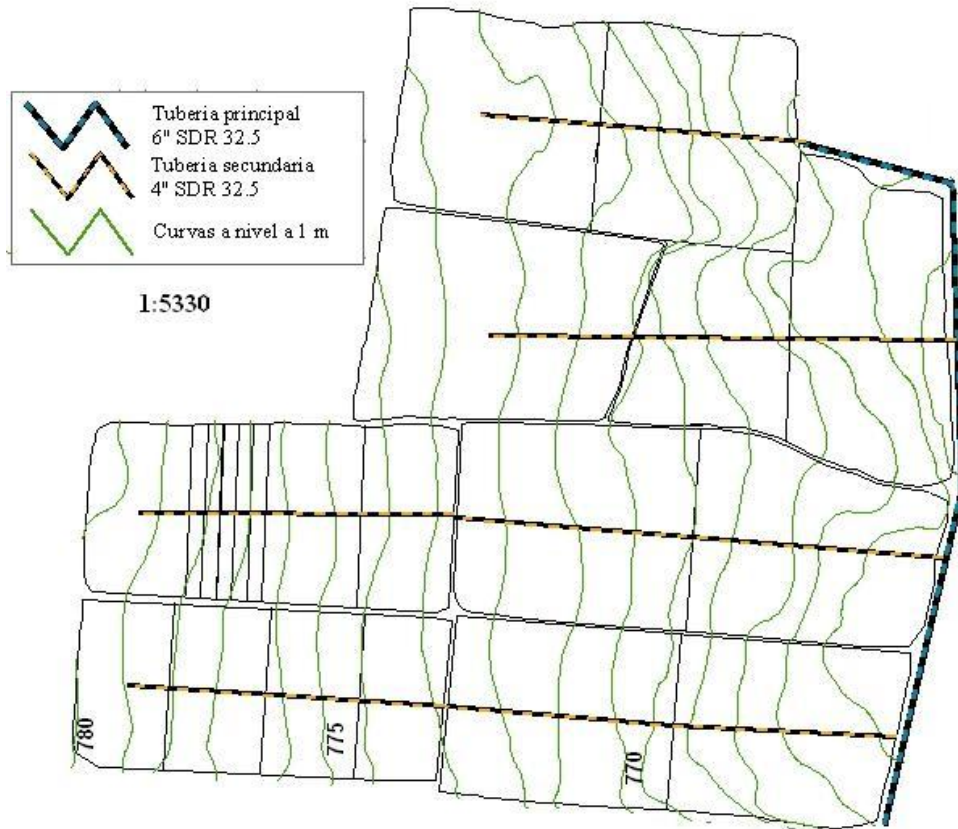 Tuberia principal
6" SDR 32.5
Tuberia secundaria
4" SDR 32.5
Curvas a nivel a 1 m
1:5330
780
775
770